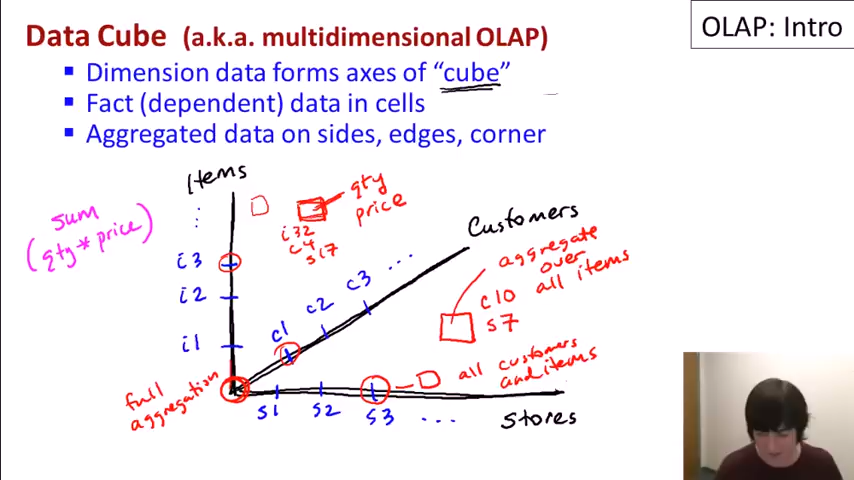 Data Cube (a.k.a. multidimensional OLAP)
OLAP: Intro
▪ Dimension data forms axes of “cube”
▪ Fact (dependent) data in cells
▪ Aggregated data on sides, edges, corner
Items
sum
(qty * price)
qty
price
i32
c4
s17
Customers
aggregate
over
all items
c10
s7
i3
i2
i1
c1
c2
c3
...
all customers
and items
full
aggregation
s1
s2
s3
...
Stores